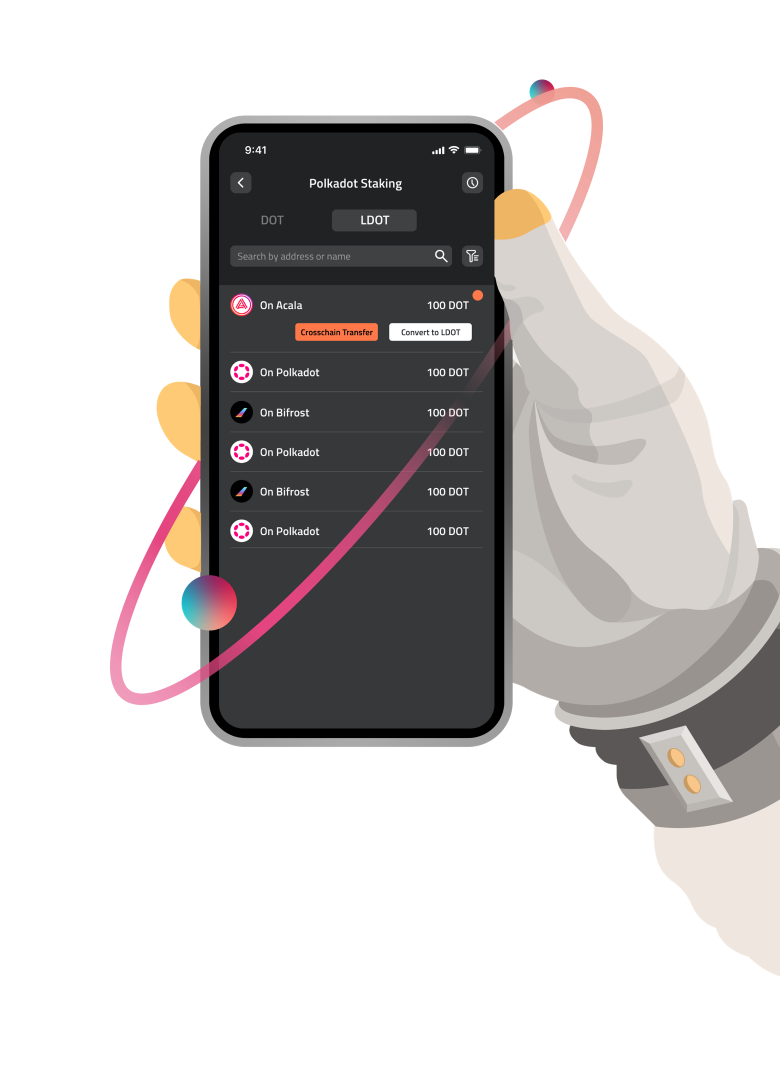 9:41
Polkadot Staking
DOT LDOT
Search by address or name
On Acala 100 DOT
Crosschain Transfer Convert to LDOT
On Polkadot 100 DOT
On Bifrost 100 DOT
On Polkadot 100 DOT
On Bifrost 100 DOT
On Polkadot 100 DOT